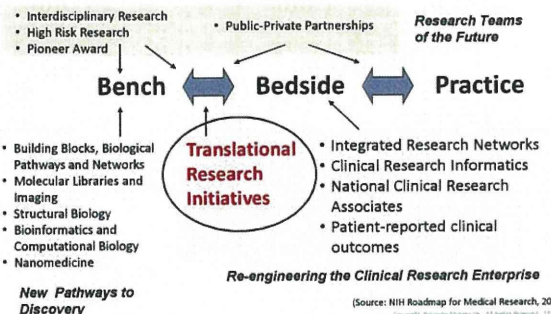 • Interdisciplinary Research
• High Risk Research
• Pioneer Award
• Public-Private Partnerships
Research Teams
of the Future
Bench
Bedside
Practice
• Building Blocks, Biological
Pathways and Networks
• Molecular Libraries and
Imaging
• Structural Biology
• Bioinformatics and
Computational Biology
• Nanomedicine
Translational
Research
Initiatives
• Integrated Research Networks
• Clinical Research Informatics
• National Clinical Research
Associates
• Patient-reported clinical
outcomes
Re-engineering the Clinical Research Enterprise
New Pathways to
Discovery
(Source: NIH Roadmap for Medical Research, 20